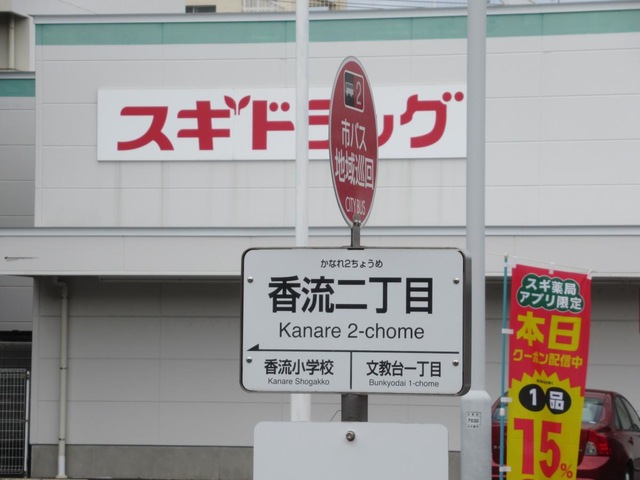 スギドラッグ
2
市バス
地域巡回
CITY BUS
かなれ2ちょうめ
香流二丁目
Kanare 2-chome
香流小学校
Kanare Shogakko
文教台一丁目
Bunkyodai 1-chome
スギ薬局
アプリ限定
本日
クーポン配信中
1品
15%